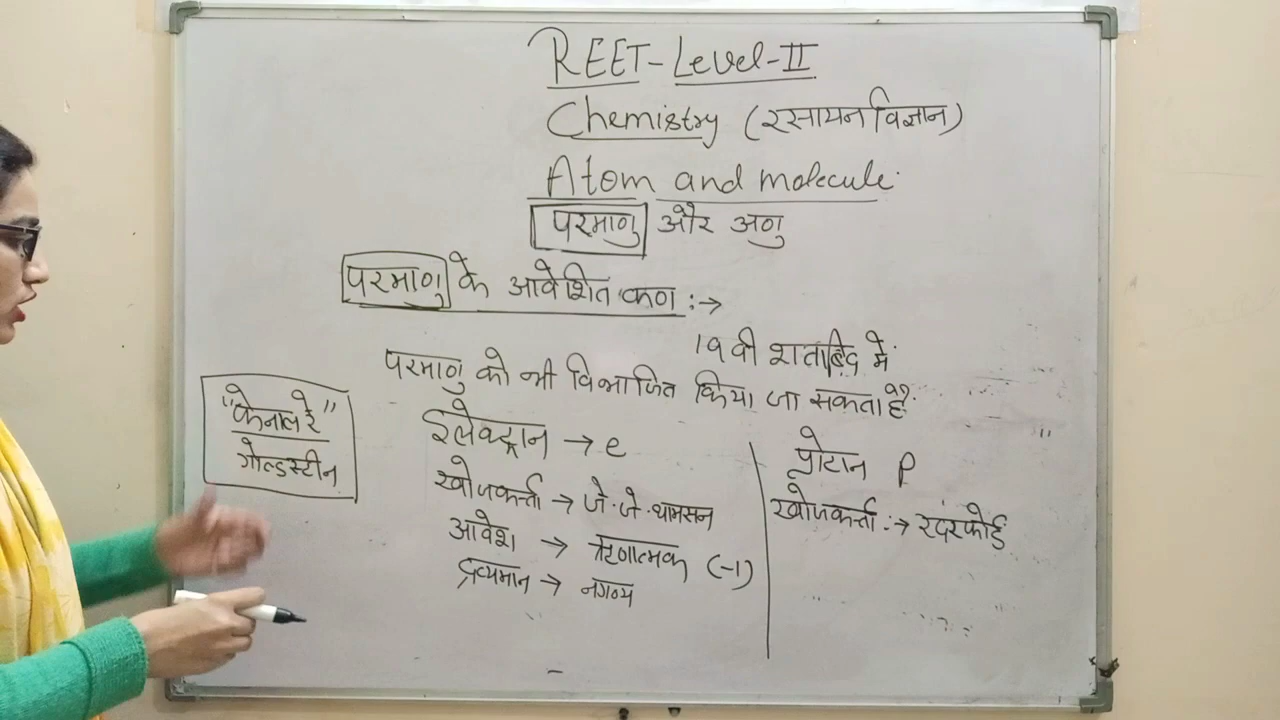 REET-Level-II
Chemistry (रसायन विज्ञान)
Atom and molecule.
परमाणु और अणु
परमाणु के आवेशित कण :→
19वी शताब्दि में
परमाणु को भी विभाजित किया जा सकता है
"केनाल रे"
गोल्डस्टीन
इलेक्ट्रान → e
खोजकर्त्ता → जे.जे.थामसन
आवेश → ऋणात्मक (-1)
द्रव्यमान → नगण्य
प्रोटान P
खोजकर्त्ता :→ रदरफोर्ड